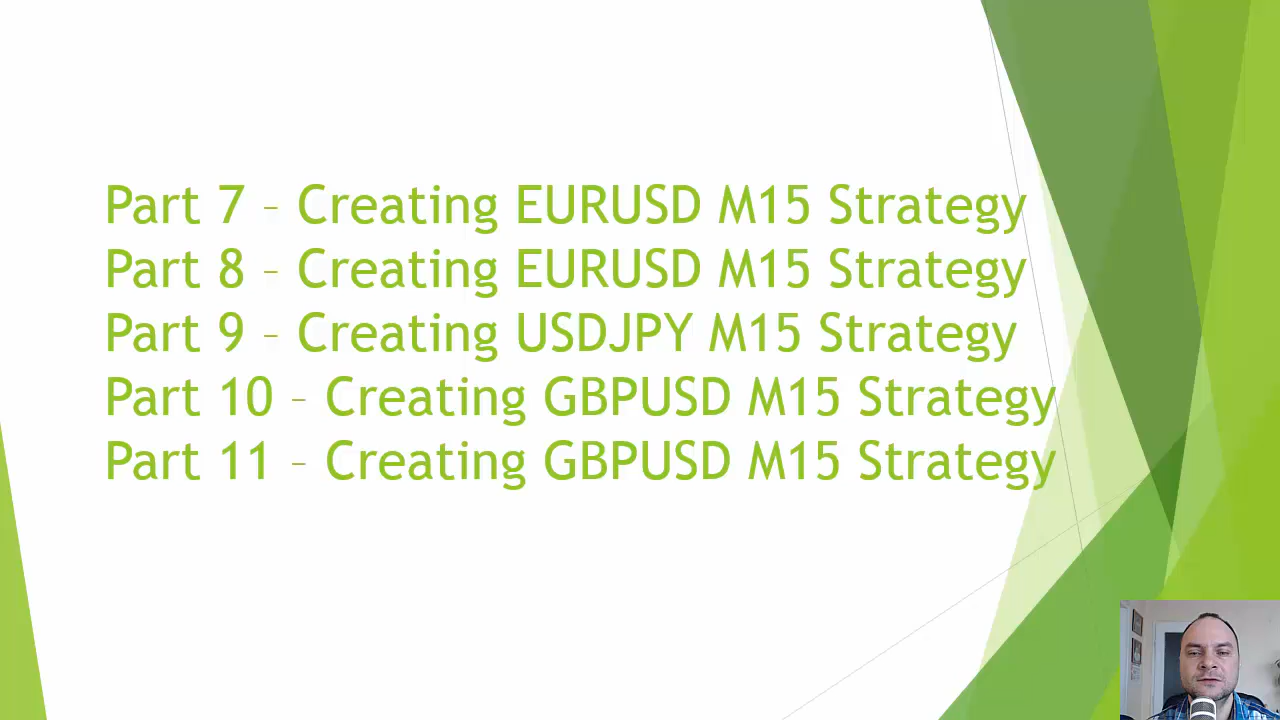 Part 7 – Creating EURUSD M15 Strategy
Part 8 – Creating EURUSD M15 Strategy
Part 9 – Creating USDJPY M15 Strategy
Part 10 – Creating GBPUSD M15 Strategy
Part 11 – Creating GBPUSD M15 Strategy